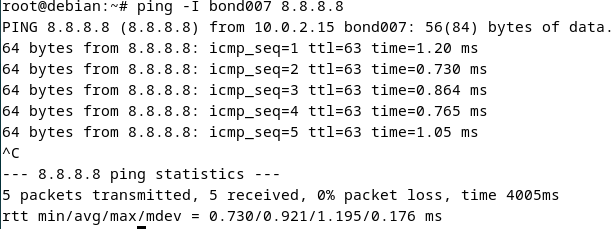 root@debian:~# ping -I bond007 8.8.8.8
PING 8.8.8.8 (8.8.8.8) from 10.0.2.15 bond007: 56(84) bytes of data.
64 bytes from 8.8.8.8: icmp_seq=1 ttl=63 time=1.20 ms
64 bytes from 8.8.8.8: icmp_seq=2 ttl=63 time=0.730 ms
64 bytes from 8.8.8.8: icmp_seq=3 ttl=63 time=0.864 ms
64 bytes from 8.8.8.8: icmp_seq=4 ttl=63 time=0.765 ms
64 bytes from 8.8.8.8: icmp_seq=5 ttl=63 time=1.05 ms
^C
--- 8.8.8.8 ping statistics ---
5 packets transmitted, 5 received, 0% packet loss, time 4005ms
rtt min/avg/max/mdev = 0.730/0.921/1.195/0.176 ms